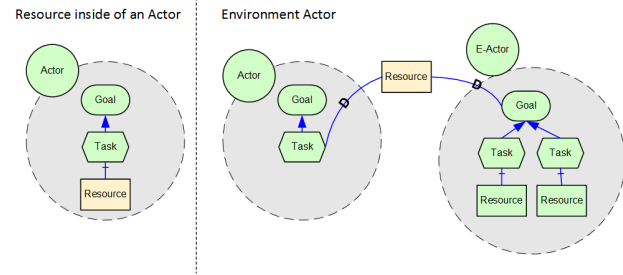 Resource inside of an Actor
Environment Actor
Actor
Goal
Task
Resource
Actor
Goal
Task
Resource
E-Actor
Goal
Task
Task
Resource
Resource
D
D